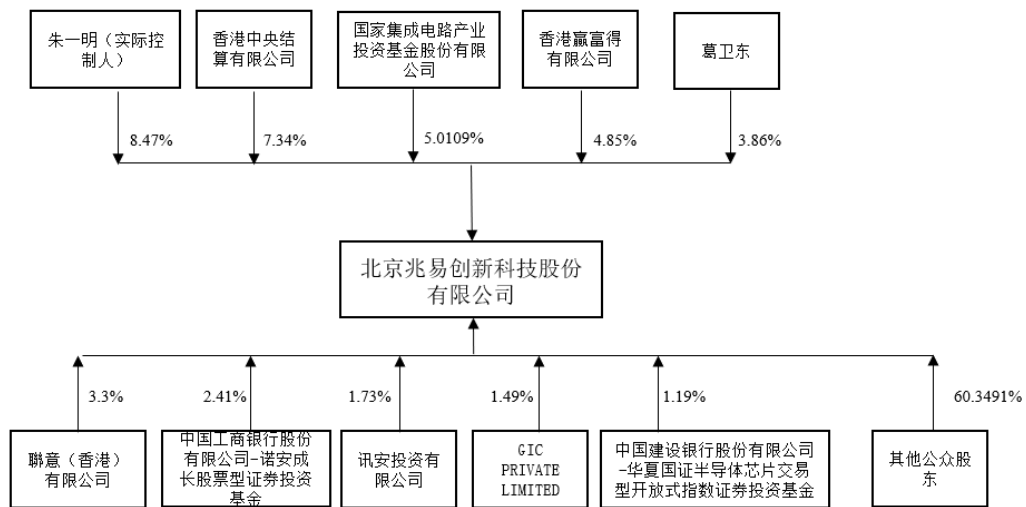 朱一明（实际控
制人）
香港中央结
算有限公司
国家集成电路产业
投资基金股份有限
公司
香港赢富得
有限公司
葛卫东
8.47%
7.34%
5.0109%
4.85%
3.86%
北京兆易创新科技股份
有限公司
3.3%
2.41%
1.73%
1.49%
1.19%
60.3491%
聯意（香港）
有限公司
中国工商银行股份
有限公司-诺安成
长股票型证券投资
基金
讯安投资有
限公司
GIC
PRIVATE
LIMITED
中国建设银行股份有限公司
-华夏国证半导体芯片交易
型开放式指数证券投资基金
其他公众股
东